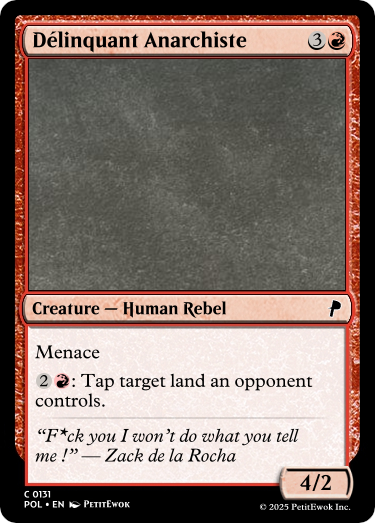 Délinquant Anarchiste 3
Creature — Human Rebel
Menace
2 : Tap target land an opponent
controls.
“F*ck you I won't do what you tell
me !” — Zack de la Rocha
4/2
C 0131
POL • EN PetitEwok
© 2025 PetitEwok Inc.